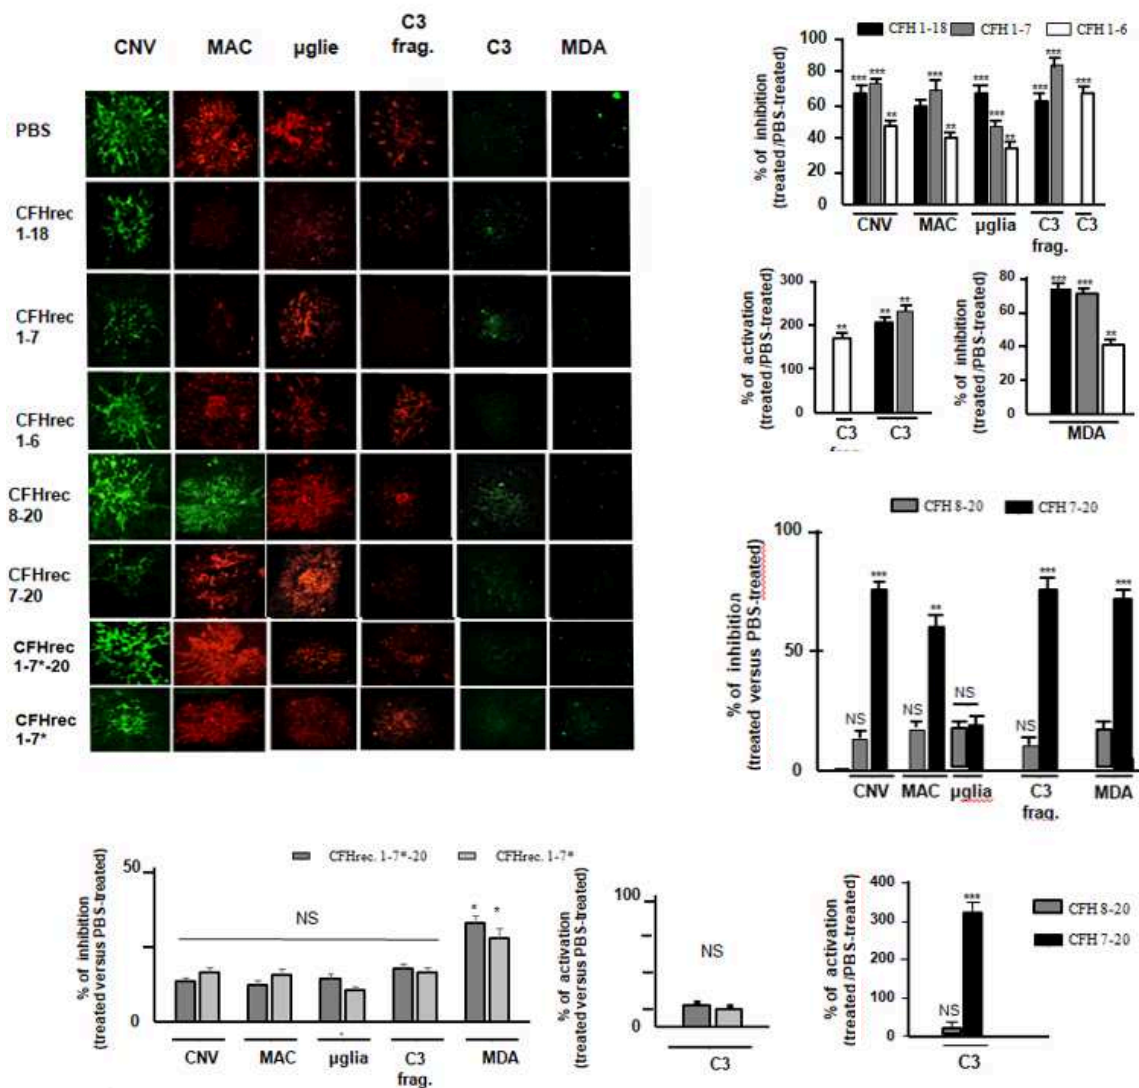 CNV MAC µglie C3 frag. C3 MDA
PBS
CFHrec
1-18
CFHrec
1-7
CFHrec
1-6
CFHrec
8-20
CFHrec
7-20
CFHrec
1-7*-20
CFHrec
1-7*
CFH 1-18 CFH 1-7 CFH 1-6
% of inhibition
(treated /PBS-treated)
100
80
60
40
20
0
*** *** ** *** ** *** *** ** *** *** ***
CNV MAC µglia C3 C3
frag.
% of activation
(treated /PBS-treated)
300
200
100
0
** ** **
C3 C3
frag.
% of inhibition
(treated /PBS-treated)
80
60
40
20
0
*** *** **
MDA
CFH 8-20 CFH 7-20
% of inhibition
(treated versus PBS-treated)
100
50
0
NS *** NS ** NS NS *** ***
CNV MAC µglia C3 MDA
frag.
CFHrec. 1-7*-20 CFHrec. 1-7*
% of inhibition
(treated versus PBS-treated)
50
0
NS * *
CNV MAC µglia C3 MDA
frag.
% of activation
(treated versus PBS-treated)
100
0
NS
C3
% of activation
(treated /PBS-treated)
400
300
200
100
0
NS ***
C3
CFH 8-20
CFH 7-20